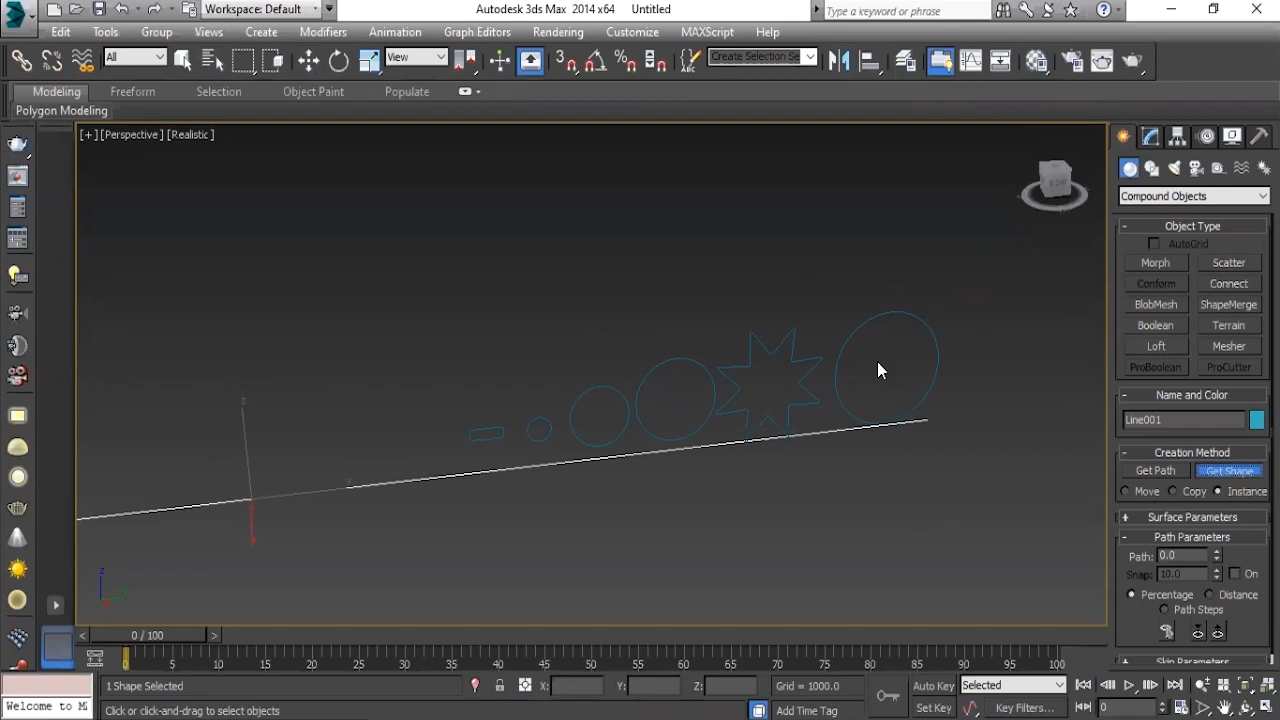 Workspace: Default
Autodesk 3ds Max 2014 x64 Untitled
Type a keyword or phrase
Edit Tools Group Views Create Modifiers Animation Graph Editors Rendering Customize MAXScript Help
All View 3 Create Selection Se
Modeling Freeform Selection Object Paint Populate
Polygon Modeling
[+] [Perspective] [Realistic]
Compound Objects
- Object Type
AutoGrid
Morph Scatter
Conform Connect
BlobMesh ShapeMerge
Boolean Terrain
Loft Mesher
ProBoolean ProCutter
- Name and Color
Line001
- Creation Method
Get Path Get Shape
Move Copy Instance
+ Surface Parameters
- Path Parameters
Path: 0.0
Snap: 10.0 On
Percentage Distance
Path Steps
Skin Parameters
z
x
z
< 0 / 100 >
0 5 10 15 20 25 30 35 40 45 50 55 60 65 70 75 80 85 90 95 100
1 Shape Selected X: Y: Z: Grid = 1000.0 Auto Key Selected
Welcome to M Click or click-and-drag to select objects Add Time Tag Set Key Key Filters... 0